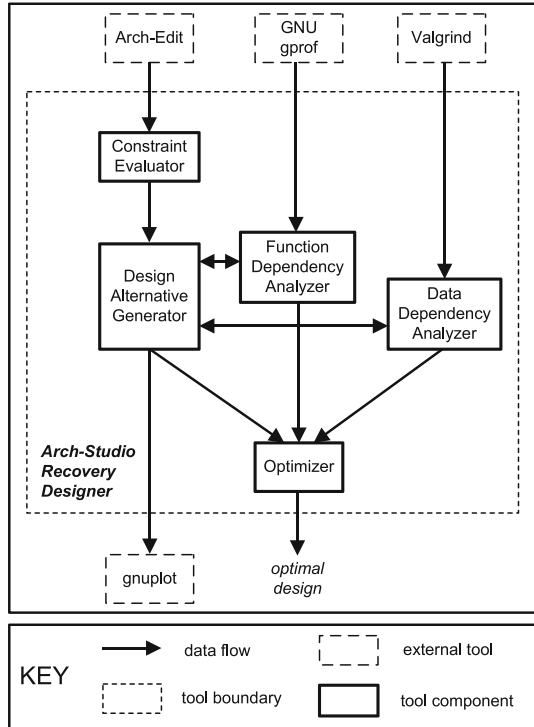 Arch-Edit
GNU
gprof
Valgrind
Constraint
Evaluator
Design
Alternative
Generator
Function
Dependency
Analyzer
Data
Dependency
Analyzer
Arch-Studio
Recovery
Designer
Optimizer
gnuplot
optimal
design
KEY
data flow
external tool
tool boundary
tool component